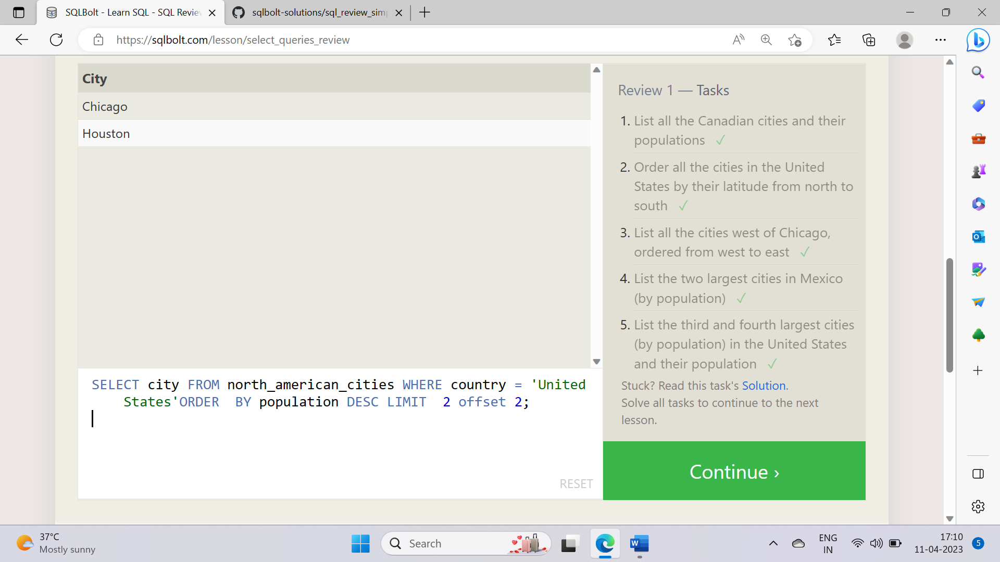 SQLBolt - Learn SQL - SQL Review
sqlbolt-solutions/sql_review_simp
https://sqlbolt.com/lesson/select_queries_review
City
Chicago
Houston
Review 1 — Tasks
1. List all the Canadian cities and their
populations ✓
2. Order all the cities in the United
States by their latitude from north to
south ✓
3. List all the cities west of Chicago,
ordered from west to east ✓
4. List the two largest cities in Mexico
(by population) ✓
5. List the third and fourth largest cities
(by population) in the United States
and their population ✓
Stuck? Read this task's Solution.
Solve all tasks to continue to the next
lesson.
Continue ›
SELECT city FROM north_american_cities WHERE country = 'United
States'ORDER  BY population DESC LIMIT  2 offset 2;
RESET
37°C
Mostly sunny
Search
ENG
IN
17:10
11-04-2023
5